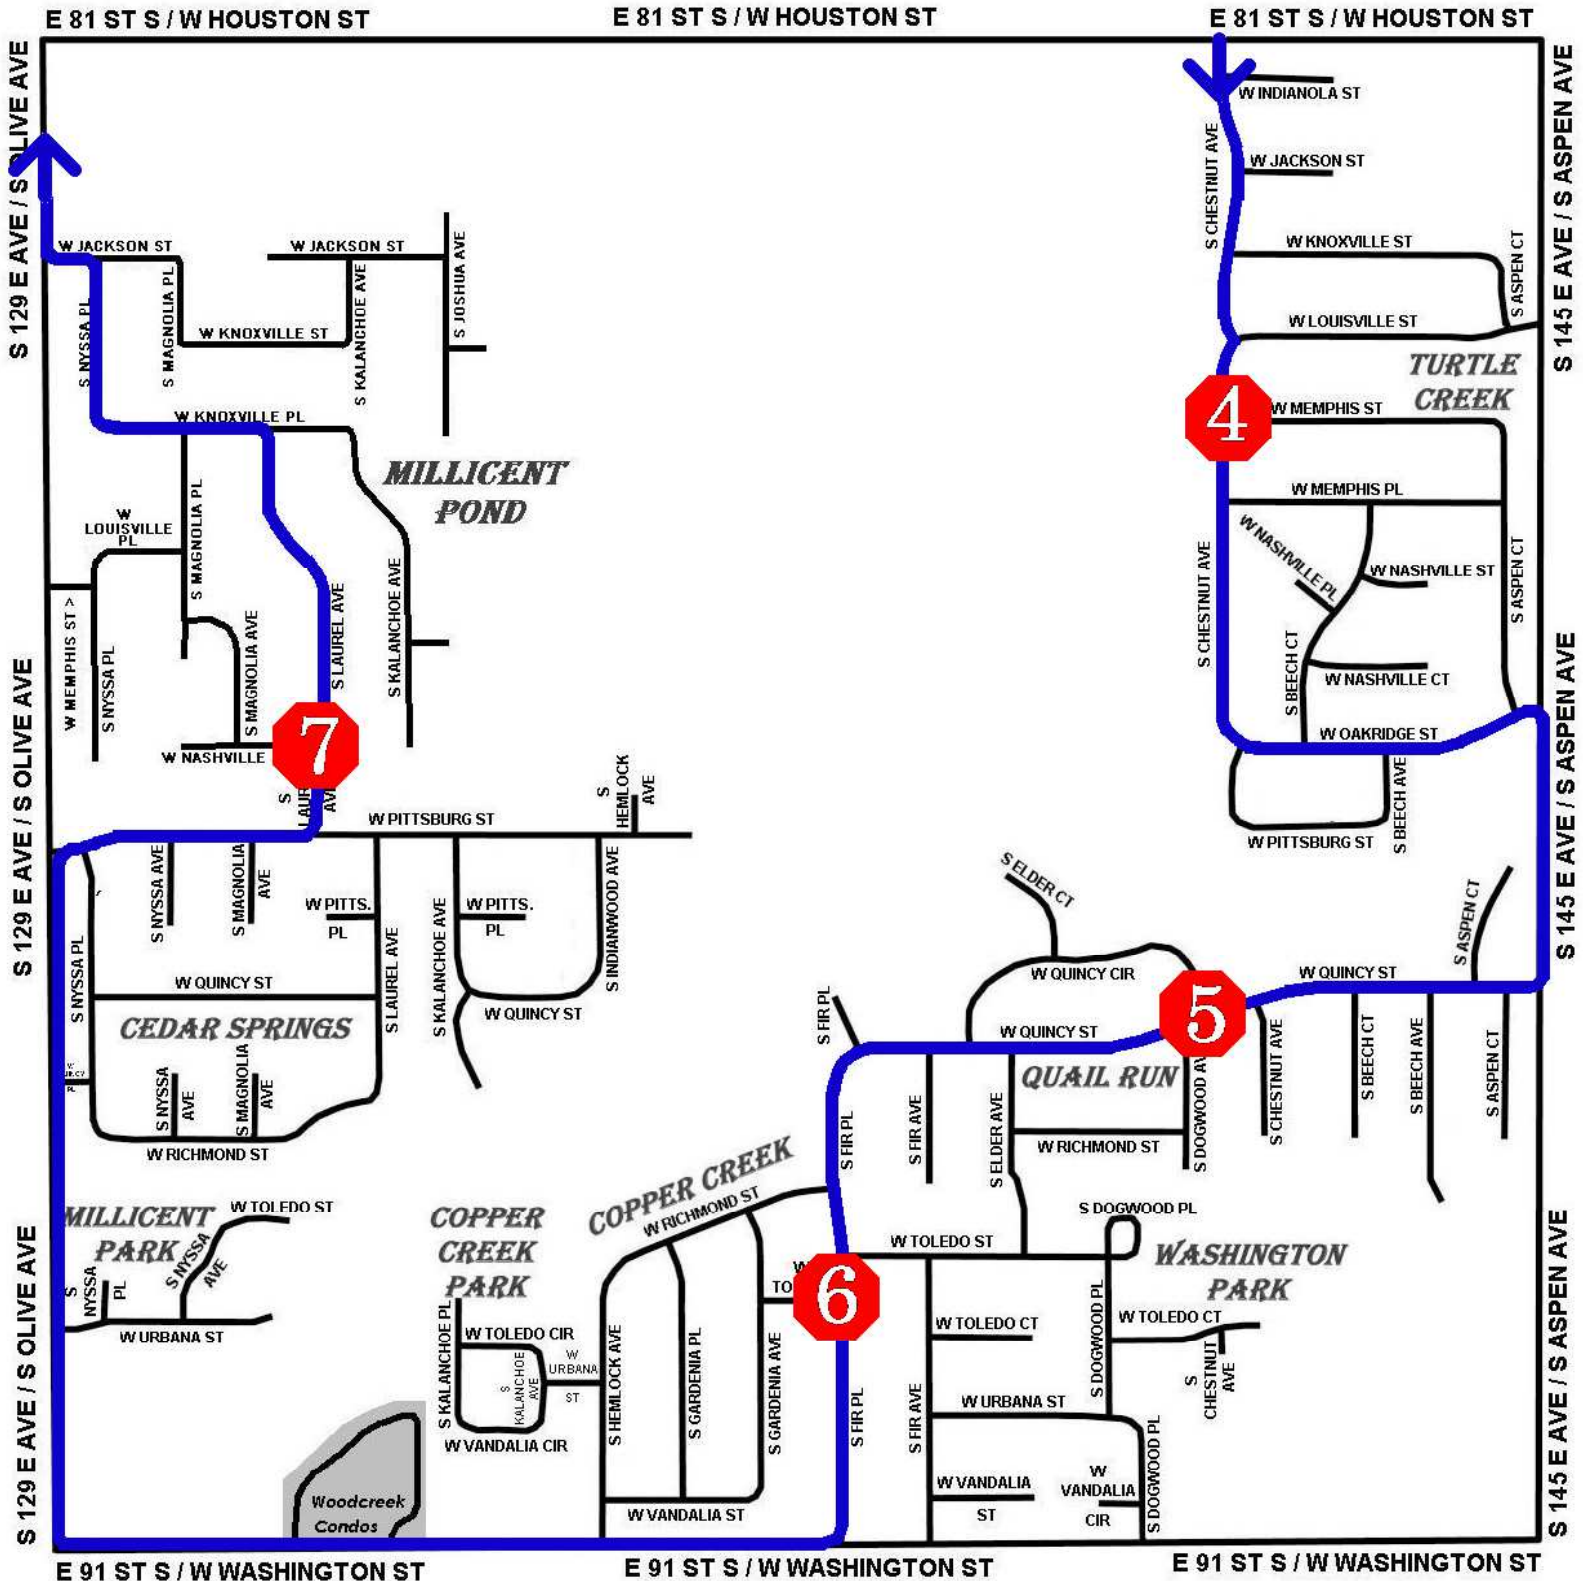 E 81 ST S / W HOUSTON ST
E 81 ST S / W HOUSTON ST
E 81 ST S / W HOUSTON ST
S 129 E AVE / S OLIVE AVE
S 145 E AVE / S ASPEN AVE
W INDIANOLA ST
S CHESTNUT AVE
W JACKSON ST
W KNOXVILLE ST
S ASPEN CT
W LOUISVILLE ST
TURTLE
CREEK
4
W MEMPHIS ST
W MEMPHIS PL
W NASHVILLE PL
W NASHVILLE ST
S ASPEN CT
S CHESTNUT AVE
S BEECH CT
W NASHVILLE CT
W OAKRIDGE ST
S BEECH AVE
W PITTSBURG ST
W JACKSON ST
W JACKSON ST
S NYSSA PL
S MAGNOLIA PL
W KNOXVILLE ST
S KALANCHOE AVE
S JOSHUA AVE
W KNOXVILLE PL
MILLICENT
POND
W
LOUISVILLE
PL
S MAGNOLIA PL
W MEMPHIS ST >
S NYSSA PL
S MAGNOLIA AVE
S LAUREL AVE
S KALANCHOE AVE
7
W NASHVILLE
S
LAUR
AVE
S
HEMLOCK
AVE
W PITTSBURG ST
S 129 E AVE / S OLIVE AVE
S 145 E AVE / S ASPEN AVE
S NYSSA AVE
S MAGNOLIA
AVE
W PITTS.
PL
W PITTS.
PL
S NYSSA PL
S LAUREL AVE
S KALANCHOE AVE
S INDIANWOOD AVE
W QUINCY ST
W QUINCY ST
CEDAR SPRINGS
PL
S NYSSA
AVE
S MAGNOLIA
AVE
W RICHMOND ST
S ELDER CT
W QUINCY CIR
S FIR PL
W QUINCY ST
5
W QUINCY ST
S ASPEN CT
QUAIL RUN
S FIR PL
S FIR AVE
S ELDER AVE
W RICHMOND ST
S DOGWOOD AV
S CHESTNUT AVE
S BEECH CT
S BEECH AVE
S ASPEN CT
MILLICENT
PARK
W TOLEDO ST
S NYSSA
AVE
S
NYSSA
PL
W URBANA ST
COPPER
CREEK
PARK
COPPER CREEK
W RICHMOND ST
S KALANCHOE PL
W TOLEDO CIR
S
KALANCHOE
AVE
W
URBANA
ST
W VANDALIA CIR
S HEMLOCK AVE
S GARDENIA PL
S GARDENIA AVE
W
TO
6
S FIR PL
W VANDALIA ST
W TOLEDO ST
S DOGWOOD PL
WASHINGTON
PARK
W TOLEDO CT
S DOGWOOD PL
W TOLEDO CT
S
CHESTNUT
AVE
W URBANA ST
S FIR AVE
W VANDALIA
ST
W
VANDALIA
CIR
S DOGWOOD PL
Woodcreek
Condos
S 129 E AVE / S OLIVE AVE
S 145 E AVE / S ASPEN AVE
E 91 ST S / W WASHINGTON ST
E 91 ST S / W WASHINGTON ST
E 91 ST S / W WASHINGTON ST